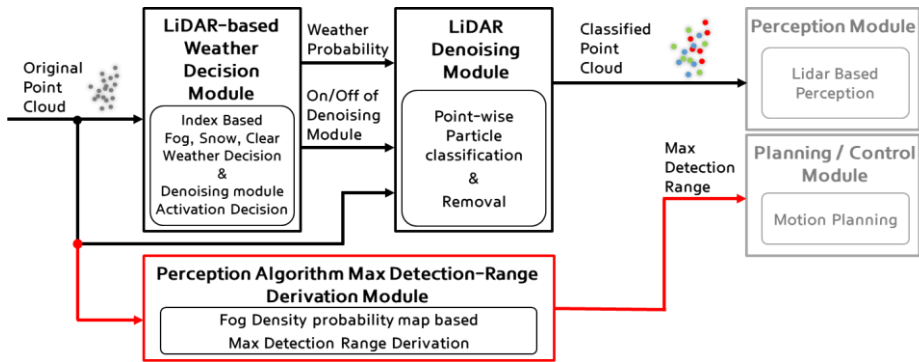 Original
Point
Cloud
LiDAR-based
Weather
Decision
Module
Index Based
Fog, Snow, Clear
Weather Decision
&
Denoising module
Activation Decision
Weather
Probability
On/Off of
Denoising
Module
LiDAR
Denoising
Module
Point-wise
Particle
classification
&
Removal
Classified
Point
Cloud
Perception Module
Lidar Based
Perception
Max
Detection
Range
Planning / Control
Module
Motion Planning
Perception Algorithm Max Detection-Range
Derivation Module
Fog Density probability map based
Max Detection Range Derivation